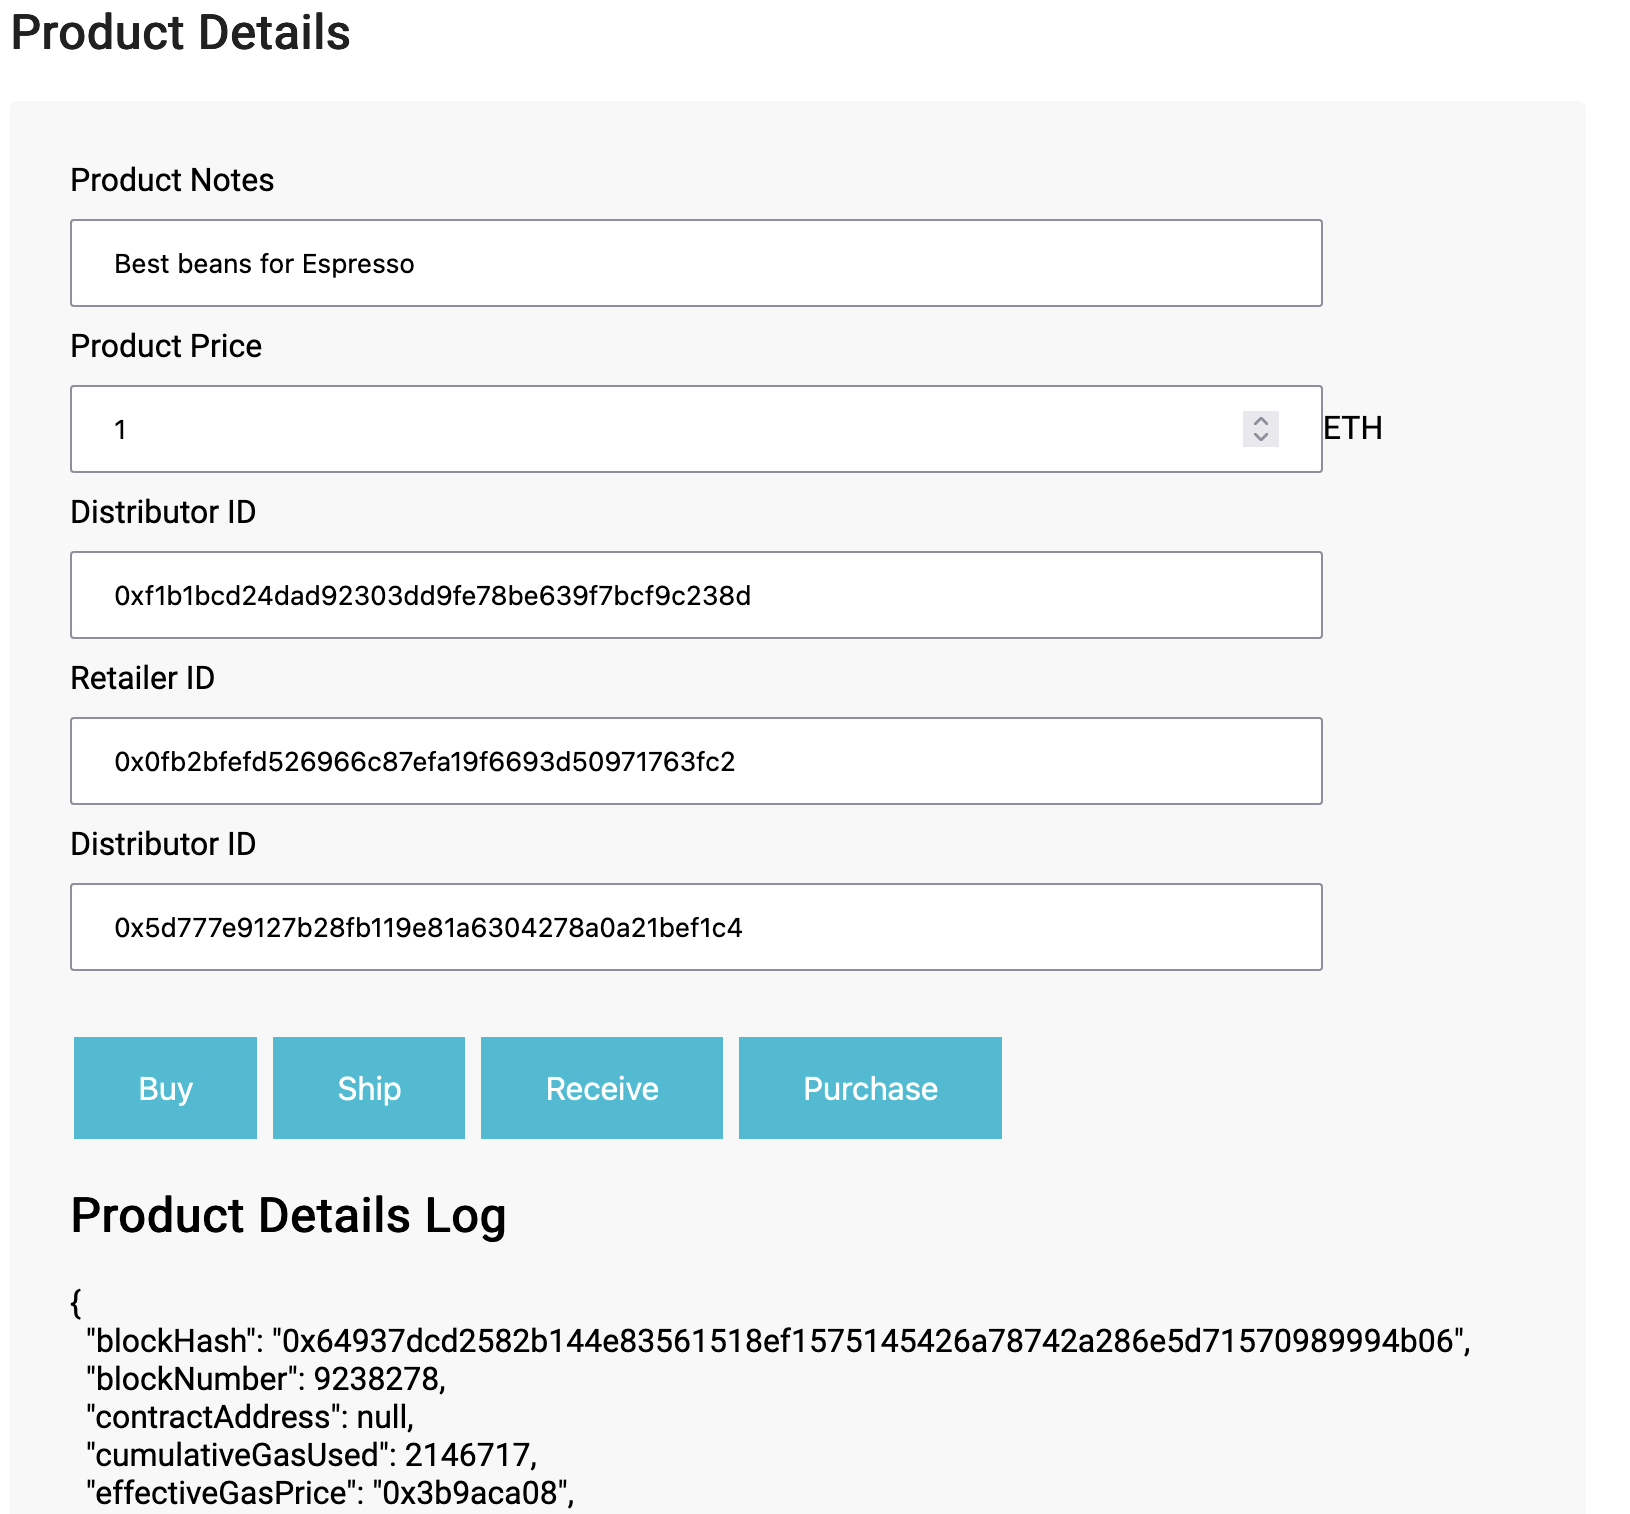 Product Details
Product Notes
Best beans for Espresso
Product Price
1
ETH
Distributor ID
0xf1b1bcd24dad92303dd9fe78be639f7bcf9c238d
Retailer ID
0x0fb2bfefd526966c87efa19f6693d50971763fc2
Distributor ID
0x5d777e9127b28fb119e81a6304278a0a21bef1c4
Buy Ship Receive Purchase
Product Details Log
{
"blockHash": "0x64937dcd2582b144e83561518ef1575145426a78742a286e5d71570989994b06",
"blockNumber": 9238278,
"contractAddress": null,
"cumulativeGasUsed": 2146717,
"effectiveGasPrice": "0x3b9aca08",